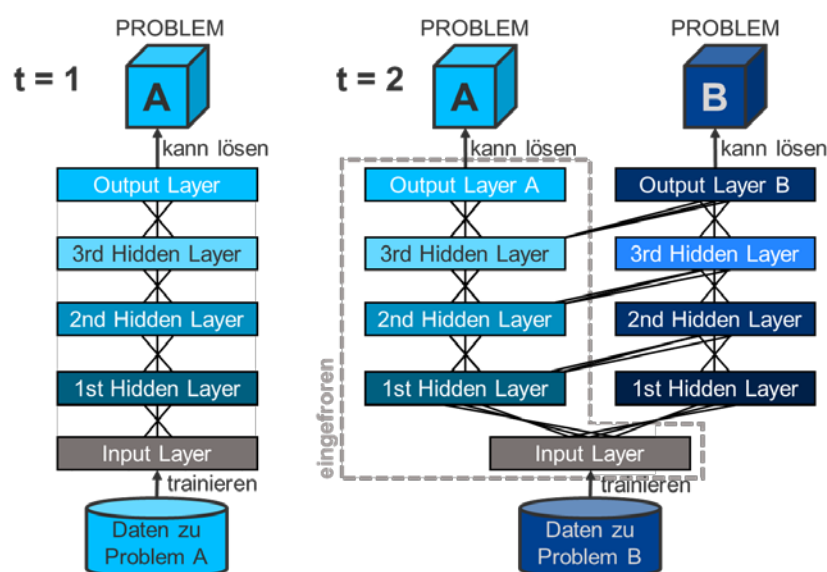 PROBLEM
t = 1
A
kann lösen
Output Layer
3rd Hidden Layer
2nd Hidden Layer
1st Hidden Layer
Input Layer
trainieren
Daten zu
Problem A
t = 2
PROBLEM
A
kann lösen
Output Layer A
3rd Hidden Layer
2nd Hidden Layer
1st Hidden Layer
eingefroren
PROBLEM
B
kann lösen
Output Layer B
3rd Hidden Layer
2nd Hidden Layer
1st Hidden Layer
Input Layer
trainieren
Daten zu
Problem B